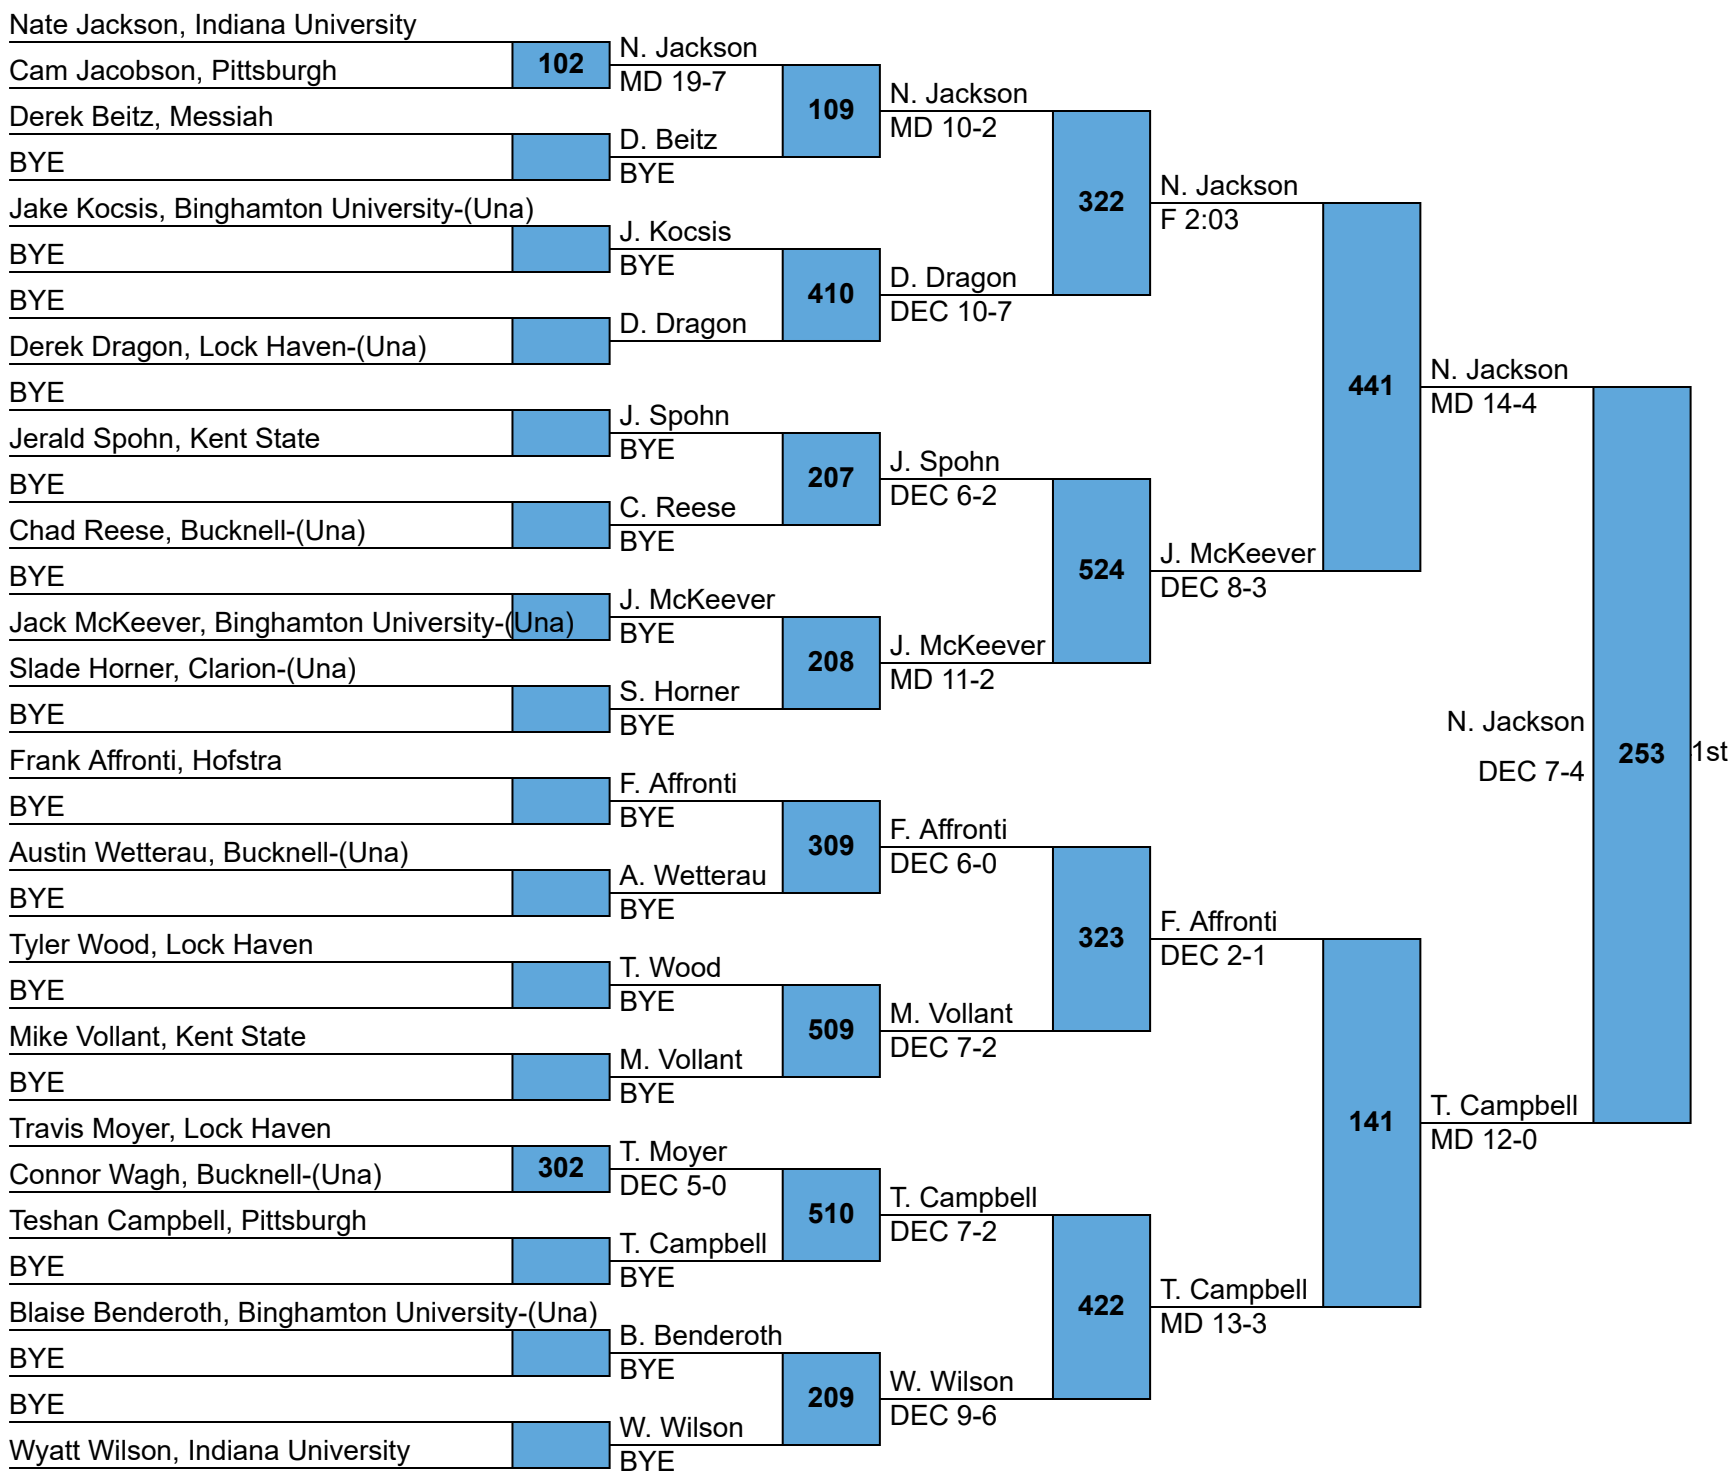 Nate Jackson, Indiana University
Cam Jacobson, Pittsburgh
Derek Beitz, Messiah
BYE
Jake Kocsis, Binghamton University-(Una)
BYE
BYE
Derek Dragon, Lock Haven-(Una)
BYE
Jerald Spohn, Kent State
BYE
Chad Reese, Bucknell-(Una)
BYE
Jack McKeever, Binghamton University-(Una)
Slade Horner, Clarion-(Una)
BYE
Frank Affronti, Hofstra
BYE
Austin Wetterau, Bucknell-(Una)
BYE
Tyler Wood, Lock Haven
BYE
Mike Vollant, Kent State
BYE
Travis Moyer, Lock Haven
Connor Wagh, Bucknell-(Una)
Teshan Campbell, Pittsburgh
BYE
Blaise Benderoth, Binghamton University-(Una)
BYE
BYE
Wyatt Wilson, Indiana University
102
302
N. Jackson
MD 19-7
D. Beitz
BYE
J. Kocsis
BYE
D. Dragon
J. Spohn
BYE
C. Reese
BYE
J. McKeever
BYE
S. Horner
BYE
F. Affronti
BYE
A. Wetterau
BYE
T. Wood
BYE
M. Vollant
BYE
T. Moyer
DEC 5-0
T. Campbell
BYE
B. Benderoth
BYE
W. Wilson
BYE
109
410
207
208
309
509
510
209
N. Jackson
MD 10-2
D. Dragon
DEC 10-7
J. Spohn
DEC 6-2
J. McKeever
MD 11-2
F. Affronti
DEC 6-0
M. Vollant
DEC 7-2
T. Campbell
DEC 7-2
W. Wilson
DEC 9-6
322
524
323
422
N. Jackson
F 2:03
J. McKeever
DEC 8-3
F. Affronti
DEC 2-1
T. Campbell
MD 13-3
441
141
N. Jackson
MD 14-4
T. Campbell
MD 12-0
N. Jackson
DEC 7-4
253
1st